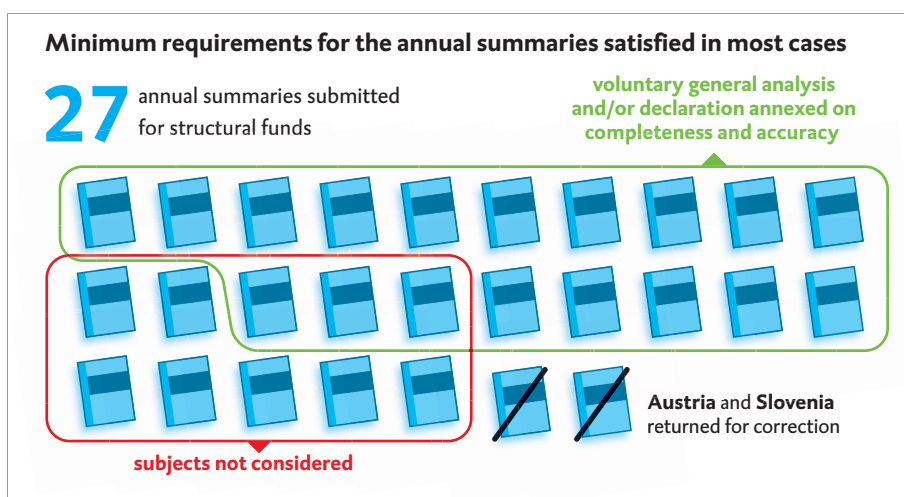 Minimum requirements for the annual summaries satisfied in most cases
27
annual summaries submitted
for structural funds
voluntary general analysis
and/or declaration annexed on
completeness and accuracy
Austria and Slovenia
returned for correction
subjects not considered